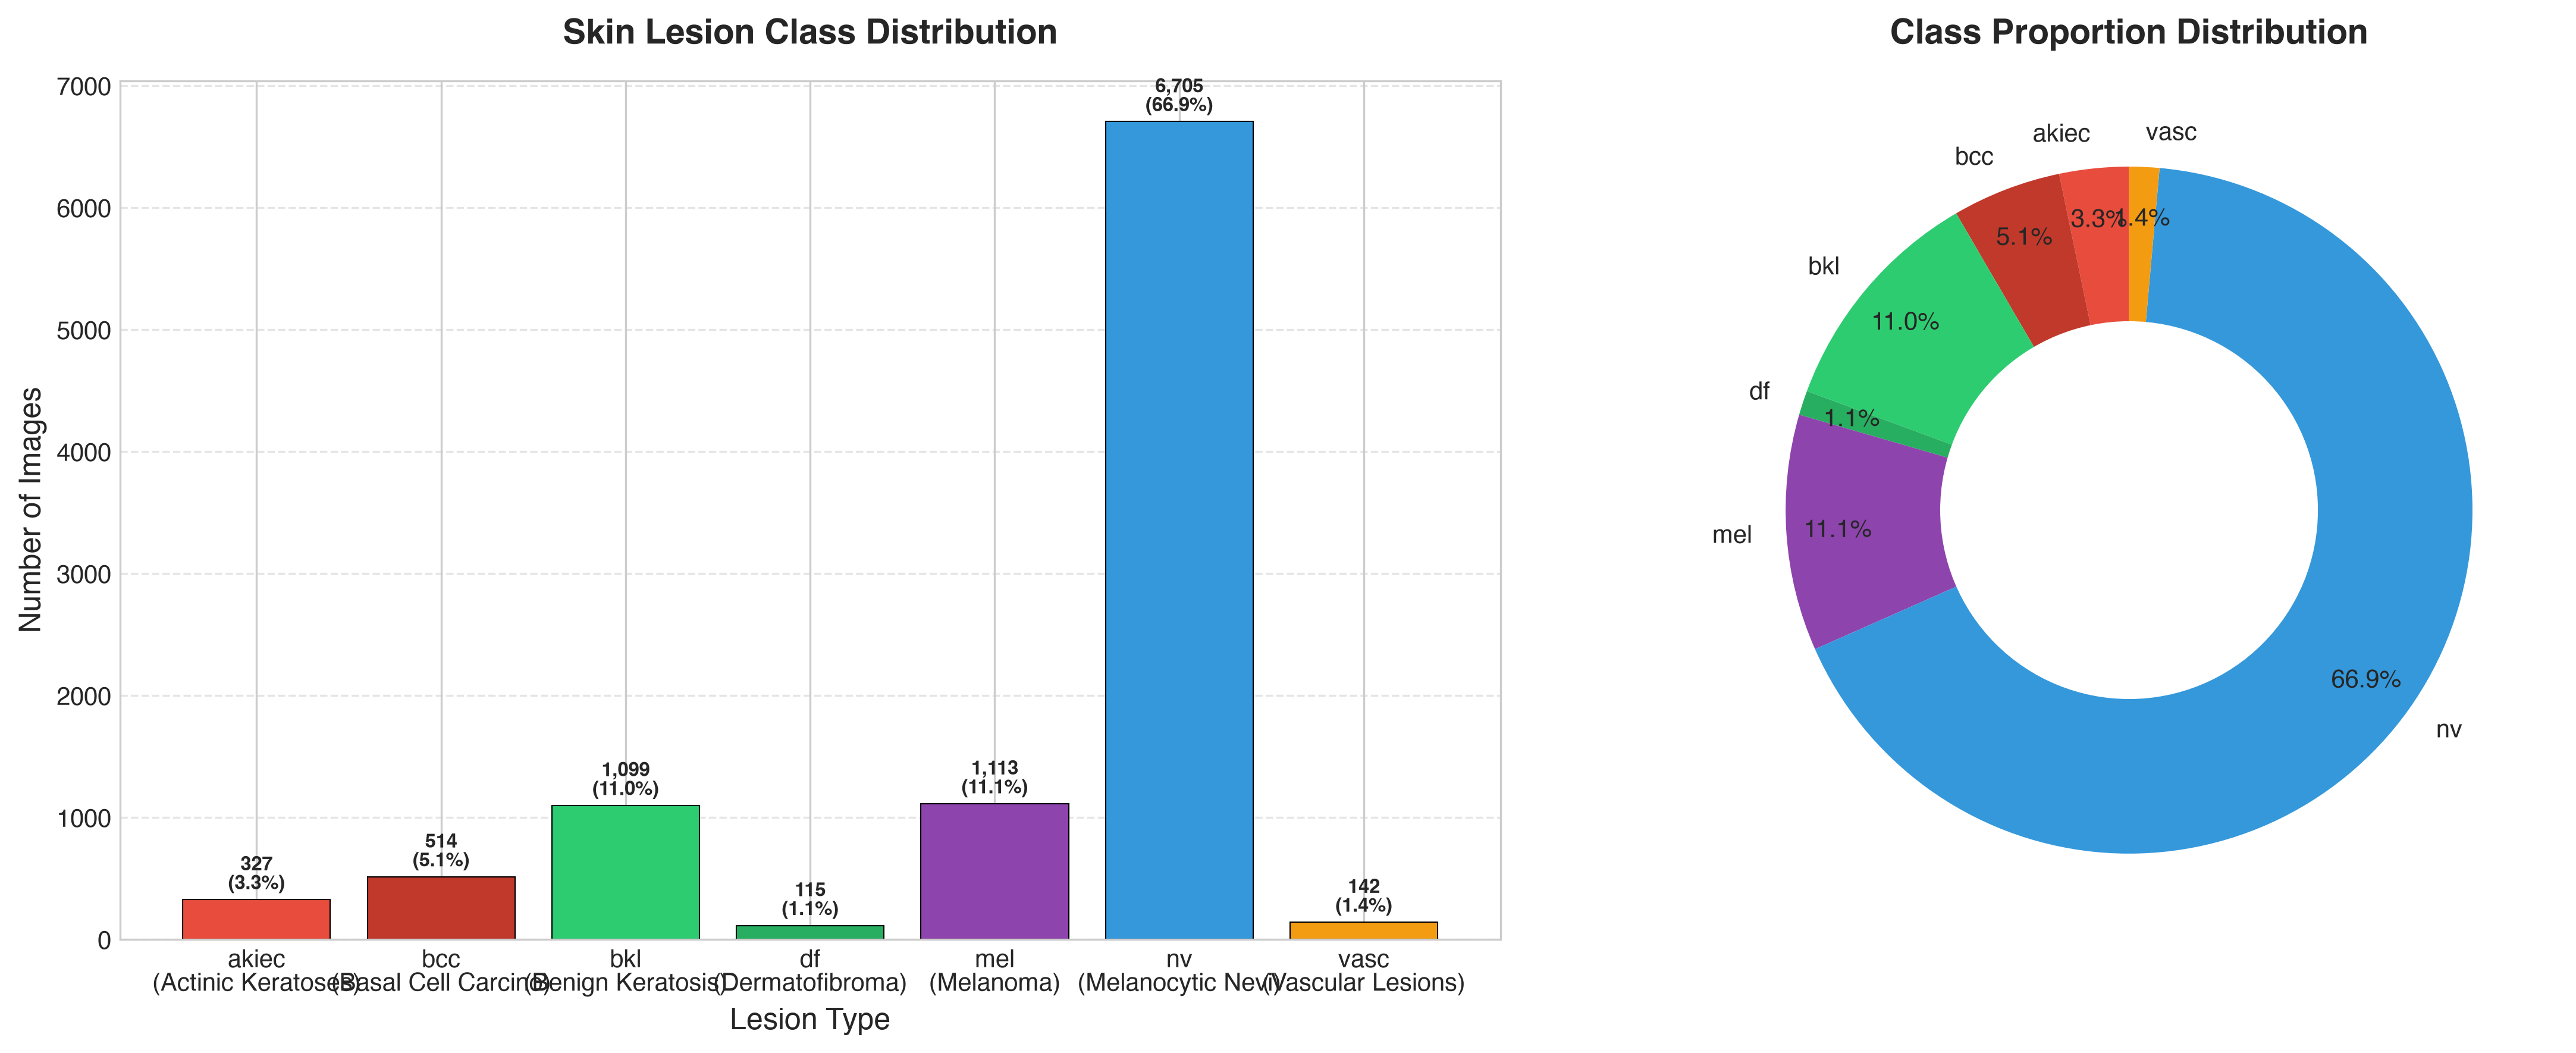 Skin Lesion Class Distribution
Number of Images
7000
6000
5000
4000
3000
2000
1000
0
327
(3.3%)
514
(5.1%)
1,099
(11.0%)
115
(1.1%)
1,113
(11.1%)
6,705
(66.9%)
142
(1.4%)
akiec
(Actinic Keratoses)
bcc
(Basal Cell Carcino)
bkl
(Benign Keratosis)
df
(Dermatofibroma)
mel
(Melanoma)
nv
(Melanocytic Nevi)
vasc
(Vascular Lesions)
Lesion Type
Class Proportion Distribution
akiec
3.3%
bcc
5.1%
bkl
11.0%
df
1.1%
mel
11.1%
nv
66.9%
vasc
1.4%